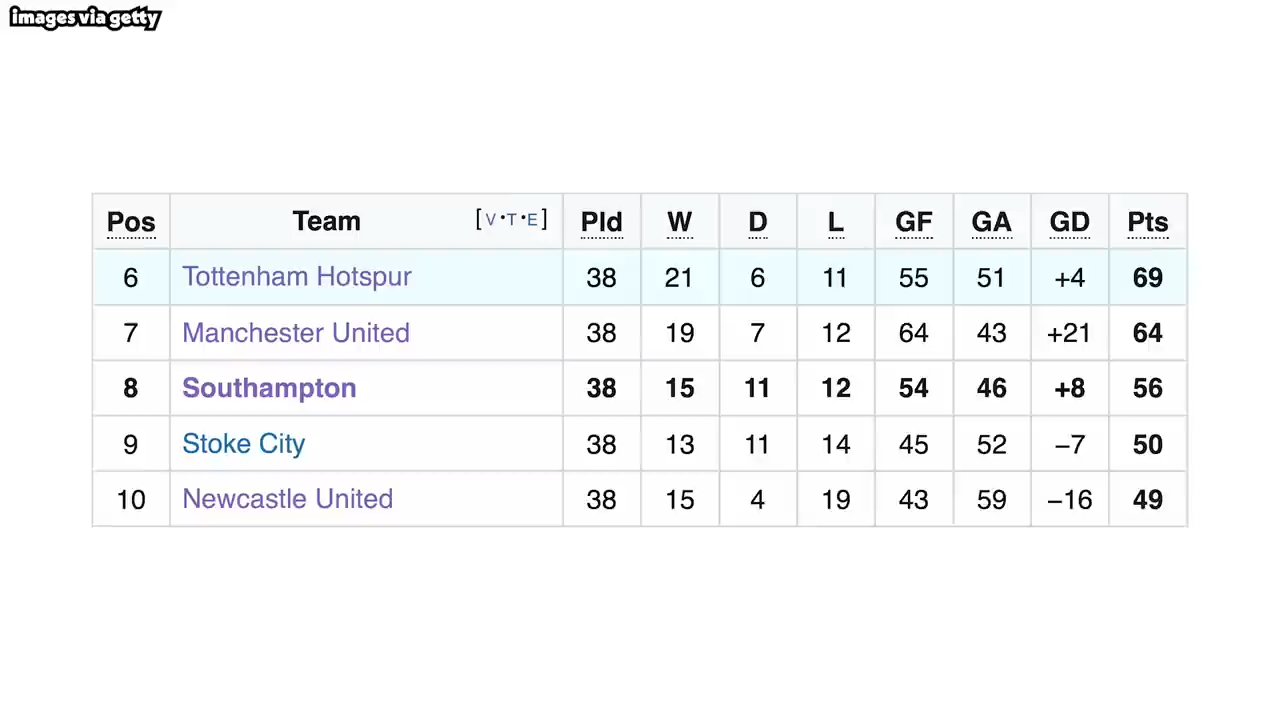 images via getty
Pos Team [V·T·E] Pld W D L GF GA GD Pts
6 Tottenham Hotspur 38 21 6 11 55 51 +4 69
7 Manchester United 38 19 7 12 64 43 +21 64
8 Southampton 38 15 11 12 54 46 +8 56
9 Stoke City 38 13 11 14 45 52 −7 50
10 Newcastle United 38 15 4 19 43 59 −16 49